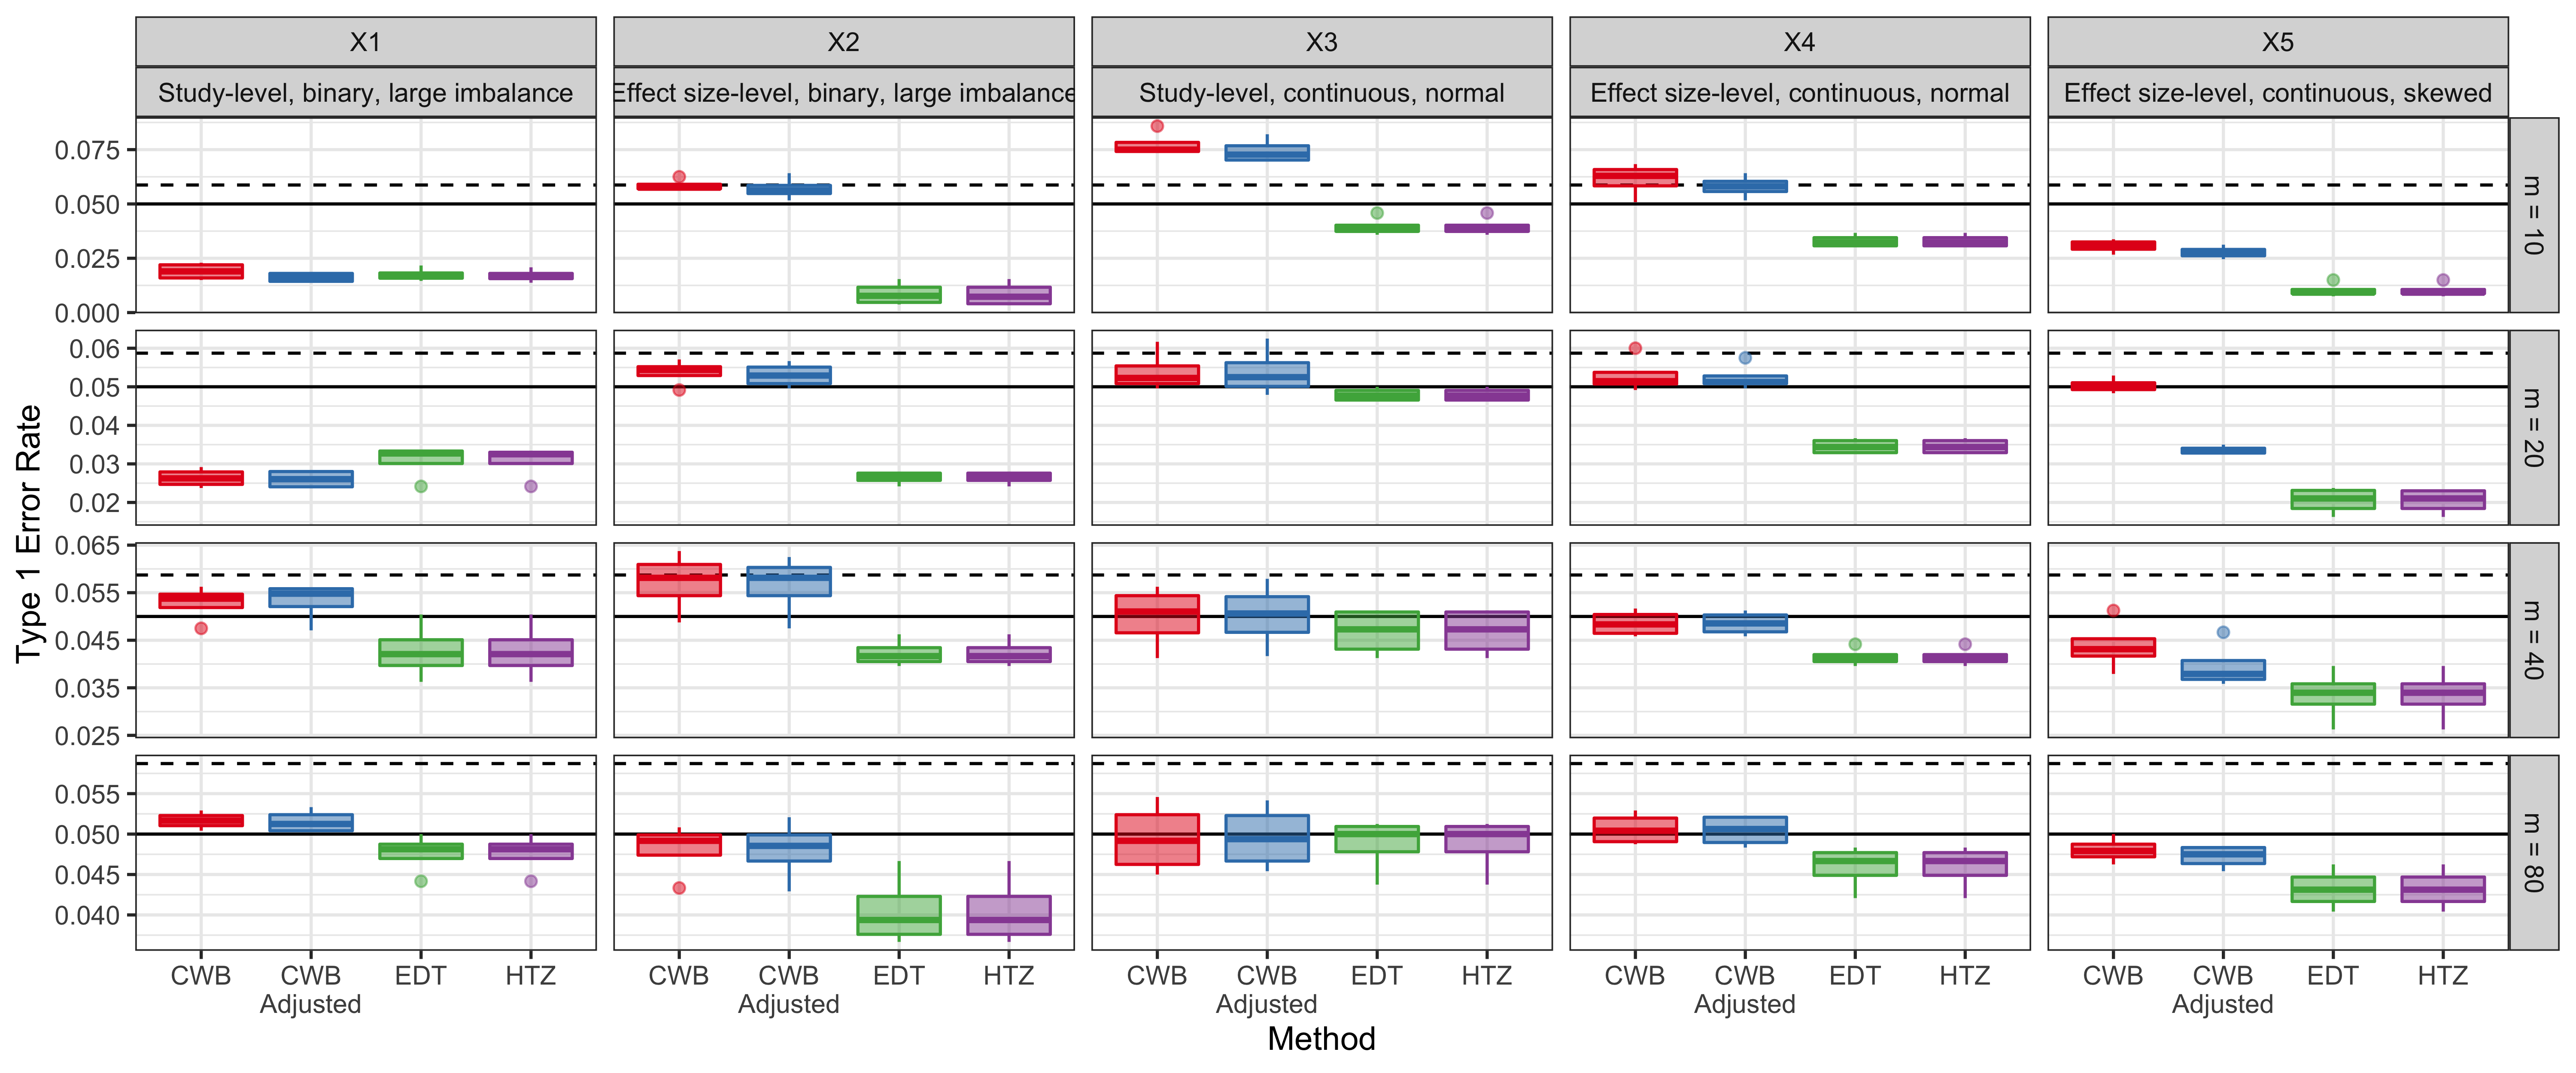 X1 X2 X3 X4 X5
Study-level, binary, large imbalance Effect size-level, binary, large imbalance Study-level, continuous, normal Effect size-level, continuous, normal Effect size-level, continuous, skewed
0.075
0.050
0.025
0.000
m = 10
0.06
0.05
0.04
0.03
0.02
m = 20
0.065
0.055
0.045
0.035
0.025
m = 40
0.055
0.050
0.045
0.040
m = 80
Type 1 Error Rate
CWB CWB EDT HTZ CWB CWB EDT HTZ CWB CWB EDT HTZ CWB CWB EDT HTZ CWB CWB EDT HTZ
Adjusted Adjusted Adjusted Adjusted Adjusted
Method